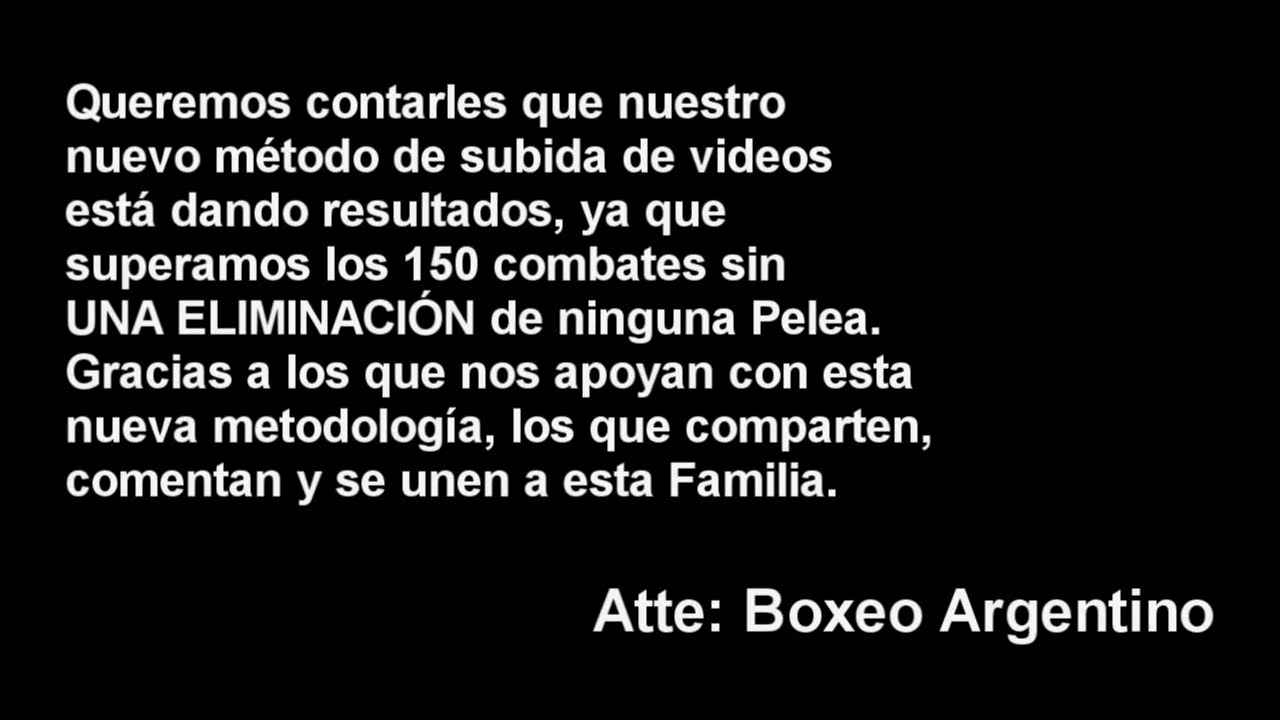 Queremos contarles que nuestro
nuevo método de subida de videos
está dando resultados, ya que
superamos los 150 combates sin
UNA ELIMINACIÓN de ninguna Pelea.
Gracias a los que nos apoyan con esta
nueva metodología, los que comparten,
comentan y se unen a esta Familia.
Atte: Boxeo Argentino